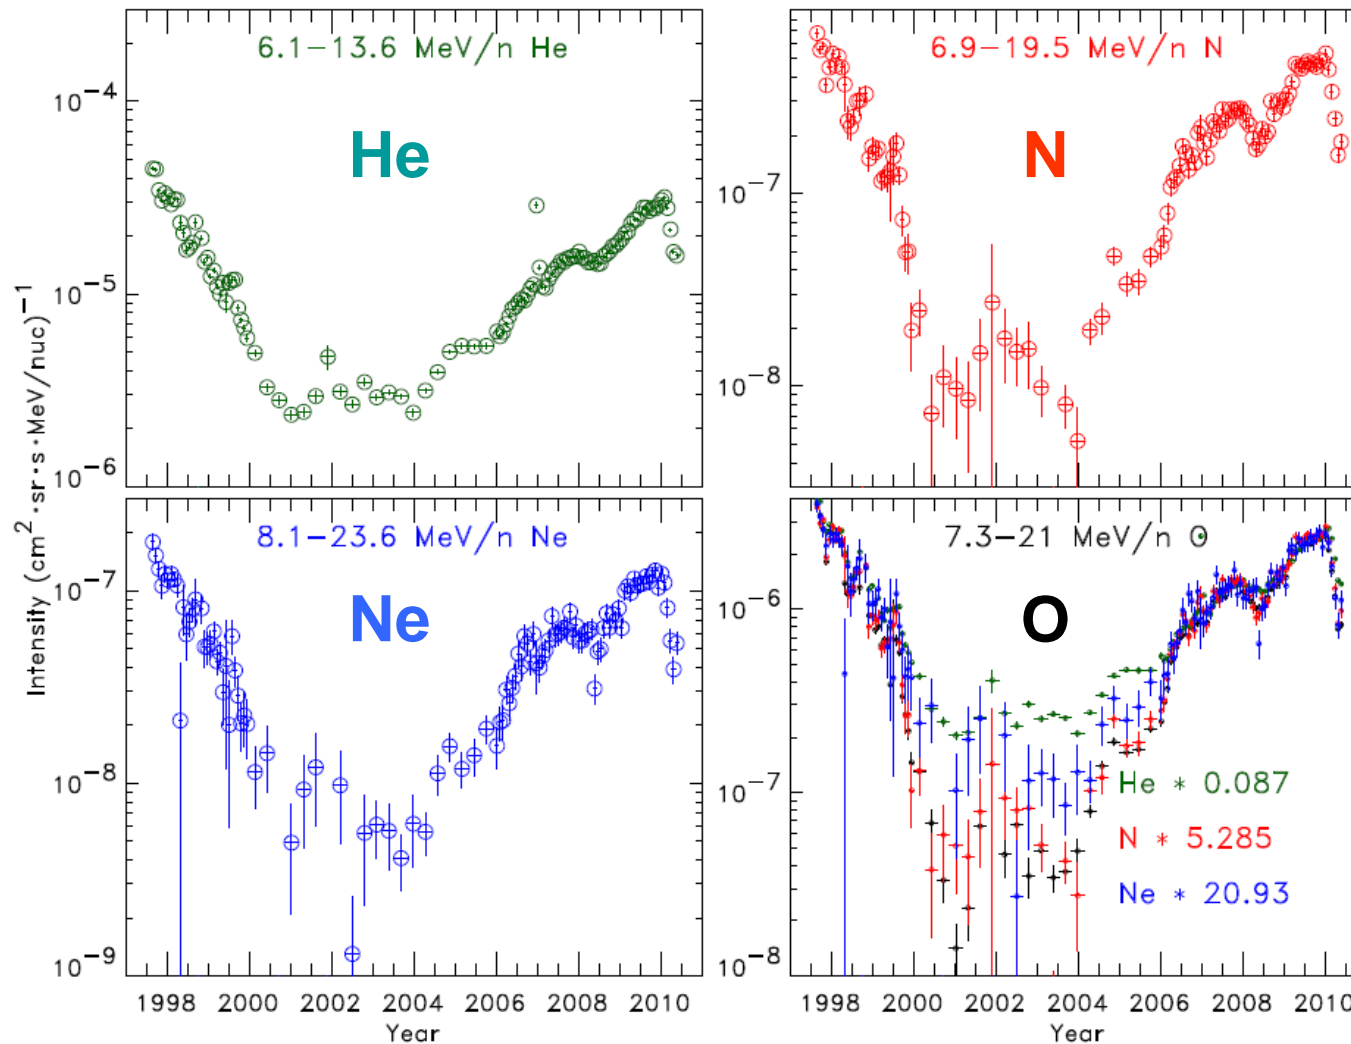 6.1−13.6 MeV/n He
He
10⁻⁴
10⁻⁵
10⁻⁶
6.9−19.5 MeV/n N
N
10⁻⁷
10⁻⁸
Intensity (cm²·sr·s·MeV/nuc)⁻¹
8.1−23.6 MeV/n Ne
Ne
10⁻⁷
10⁻⁸
10⁻⁹
1998 2000 2002 2004 2006 2008 2010
Year
7.3−21 MeV/n O
O
10⁻⁶
10⁻⁷
10⁻⁸
He * 0.087
N * 5.285
Ne * 20.93
1998 2000 2002 2004 2006 2008 2010
Year